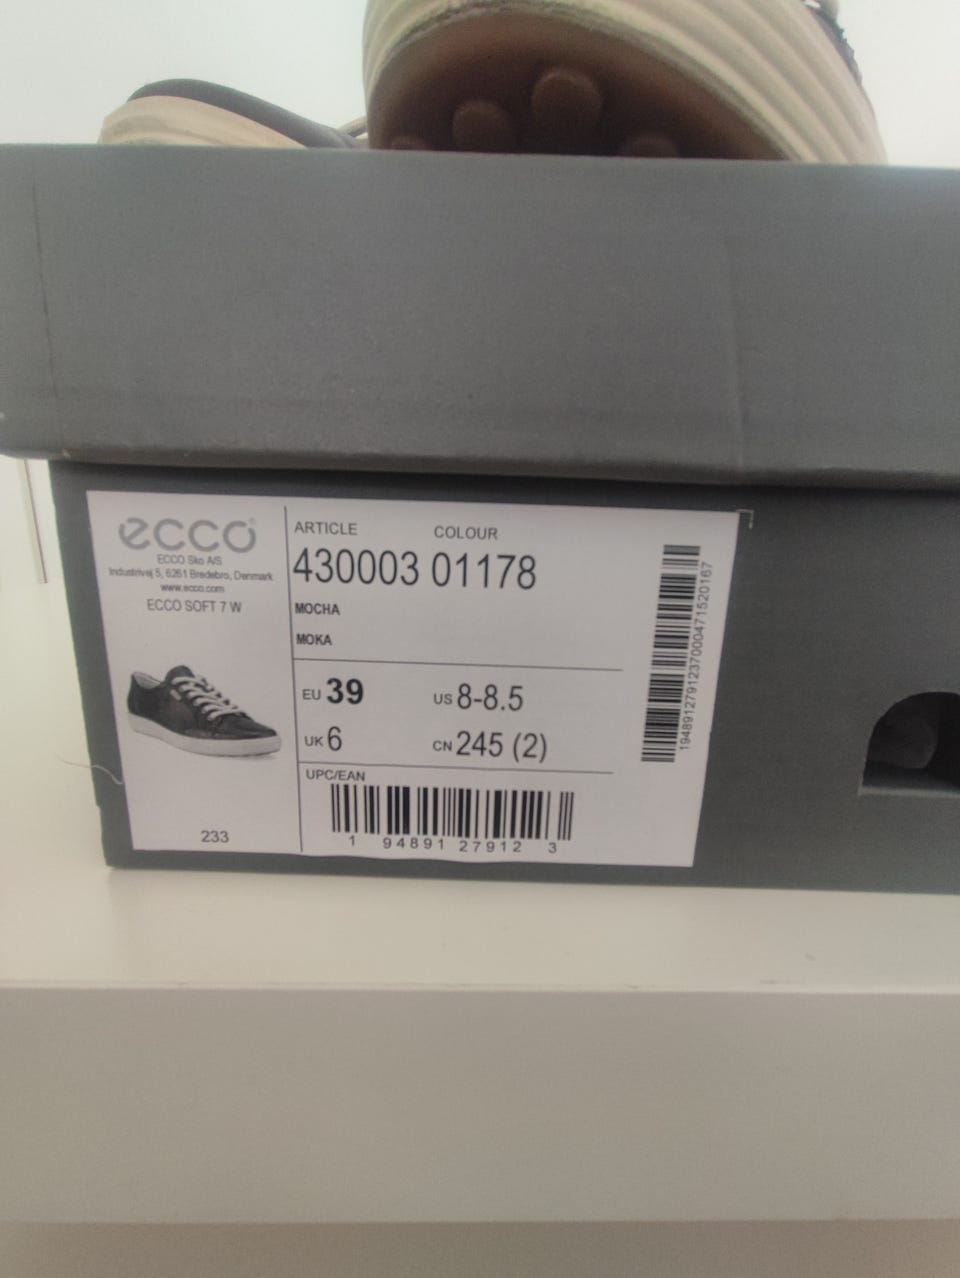 ecco®
ECCO Sko A/S
Industrivej 5, 6261 Bredebro, Denmark
www.ecco.com
ECCO SOFT 7 W
233
ARTICLE COLOUR
430003 01178
MOCHA
MOKA
EU 39 US 8-8.5
UK 6 CN 245 (2)
UPC/EAN
1 94891 27912 3
19489127912370004715​20167